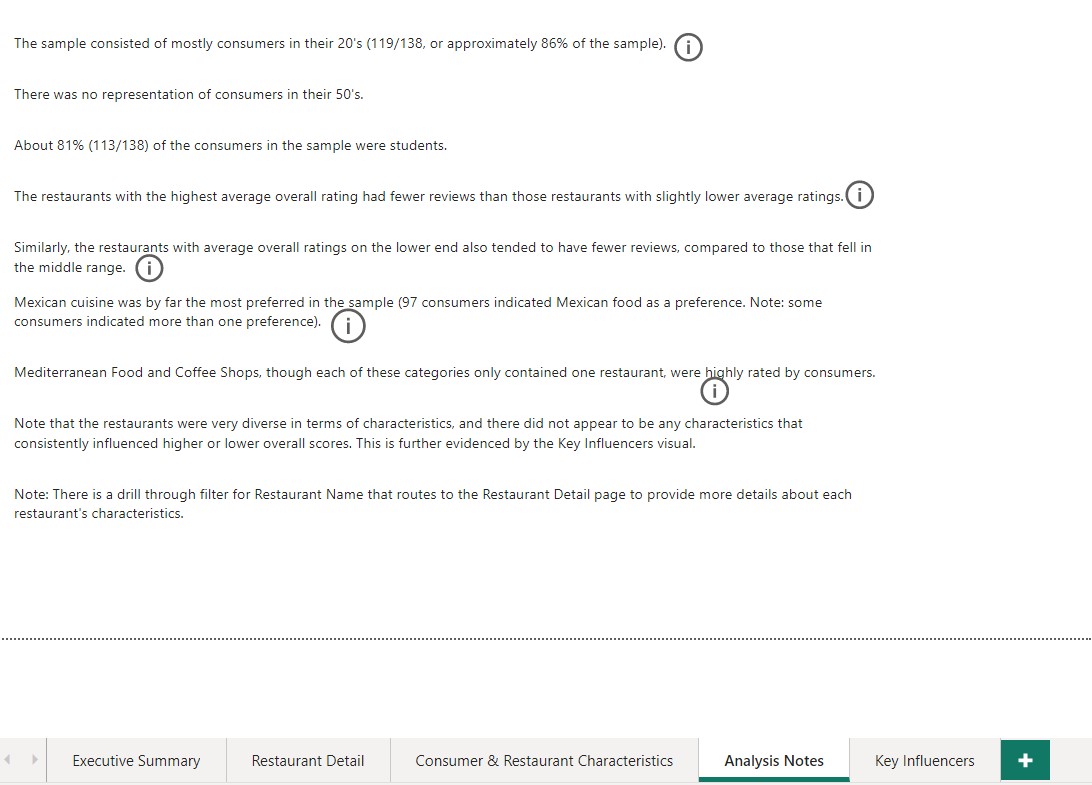 The sample consisted of mostly consumers in their 20's (119/138, or approximately 86% of the sample).
There was no representation of consumers in their 50's.
About 81% (113/138) of the consumers in the sample were students.
The restaurants with the highest average overall rating had fewer reviews than those restaurants with slightly lower average ratings.
Similarly, the restaurants with average overall ratings on the lower end also tended to have fewer reviews, compared to those that fell in
the middle range.
Mexican cuisine was by far the most preferred in the sample (97 consumers indicated Mexican food as a preference. Note: some
consumers indicated more than one preference).
Mediterranean Food and Coffee Shops, though each of these categories only contained one restaurant, were highly rated by consumers.
Note that the restaurants were very diverse in terms of characteristics, and there did not appear to be any characteristics that
consistently influenced higher or lower overall scores. This is further evidenced by the Key Influencers visual.
Note: There is a drill through filter for Restaurant Name that routes to the Restaurant Detail page to provide more details about each
restaurant's characteristics.
Executive Summary Restaurant Detail Consumer & Restaurant Characteristics Analysis Notes Key Influencers